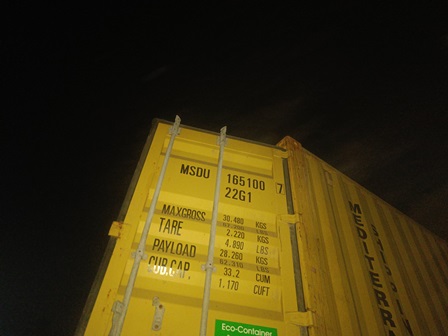 MSDU 165100 7
22G1
MAXGROSS 30.480 KGS
TARE 2.220 KGS
4.890 LBS
PAYLOAD 28.260 KGS
LBS
CUB.CAP. 33.2 CUM
1.170 CUFT
Eco-Container